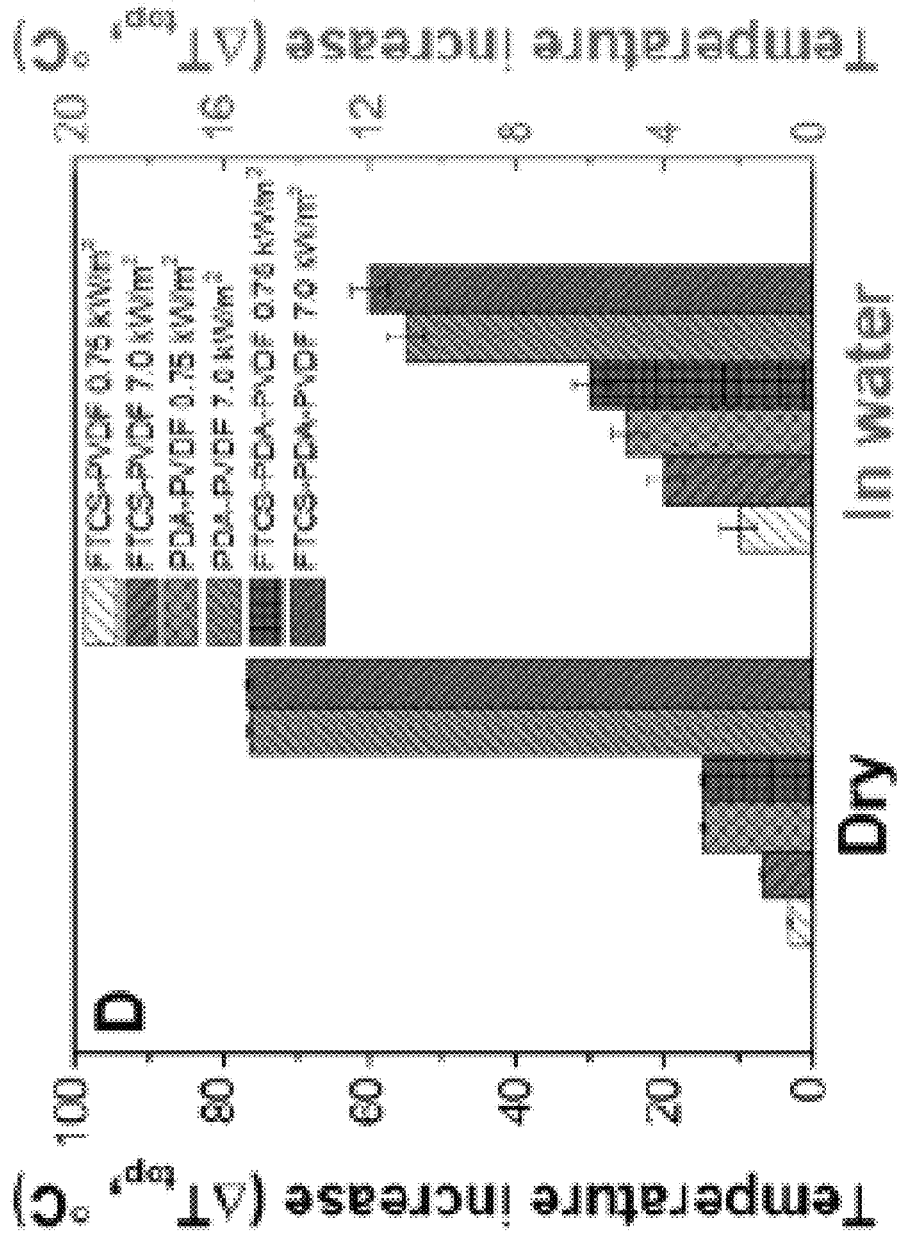 D
Temperature increase (ΔT_top, °C)
100
80
60
40
20
0
FTCS-PVDF 0.75 kW/m²
FTCS-PVDF 7.0 kW/m²
PDA-PVDF 0.75 kW/m²
PDA-PVDF 7.0 kW/m²
FTCS-PDA-PVDF 0.75 kW/m²
FTCS-PDA-PVDF 7.0 kW/m²
20
16
12
8
4
0
Temperature increase (ΔT_top, °C)
Dry
In water